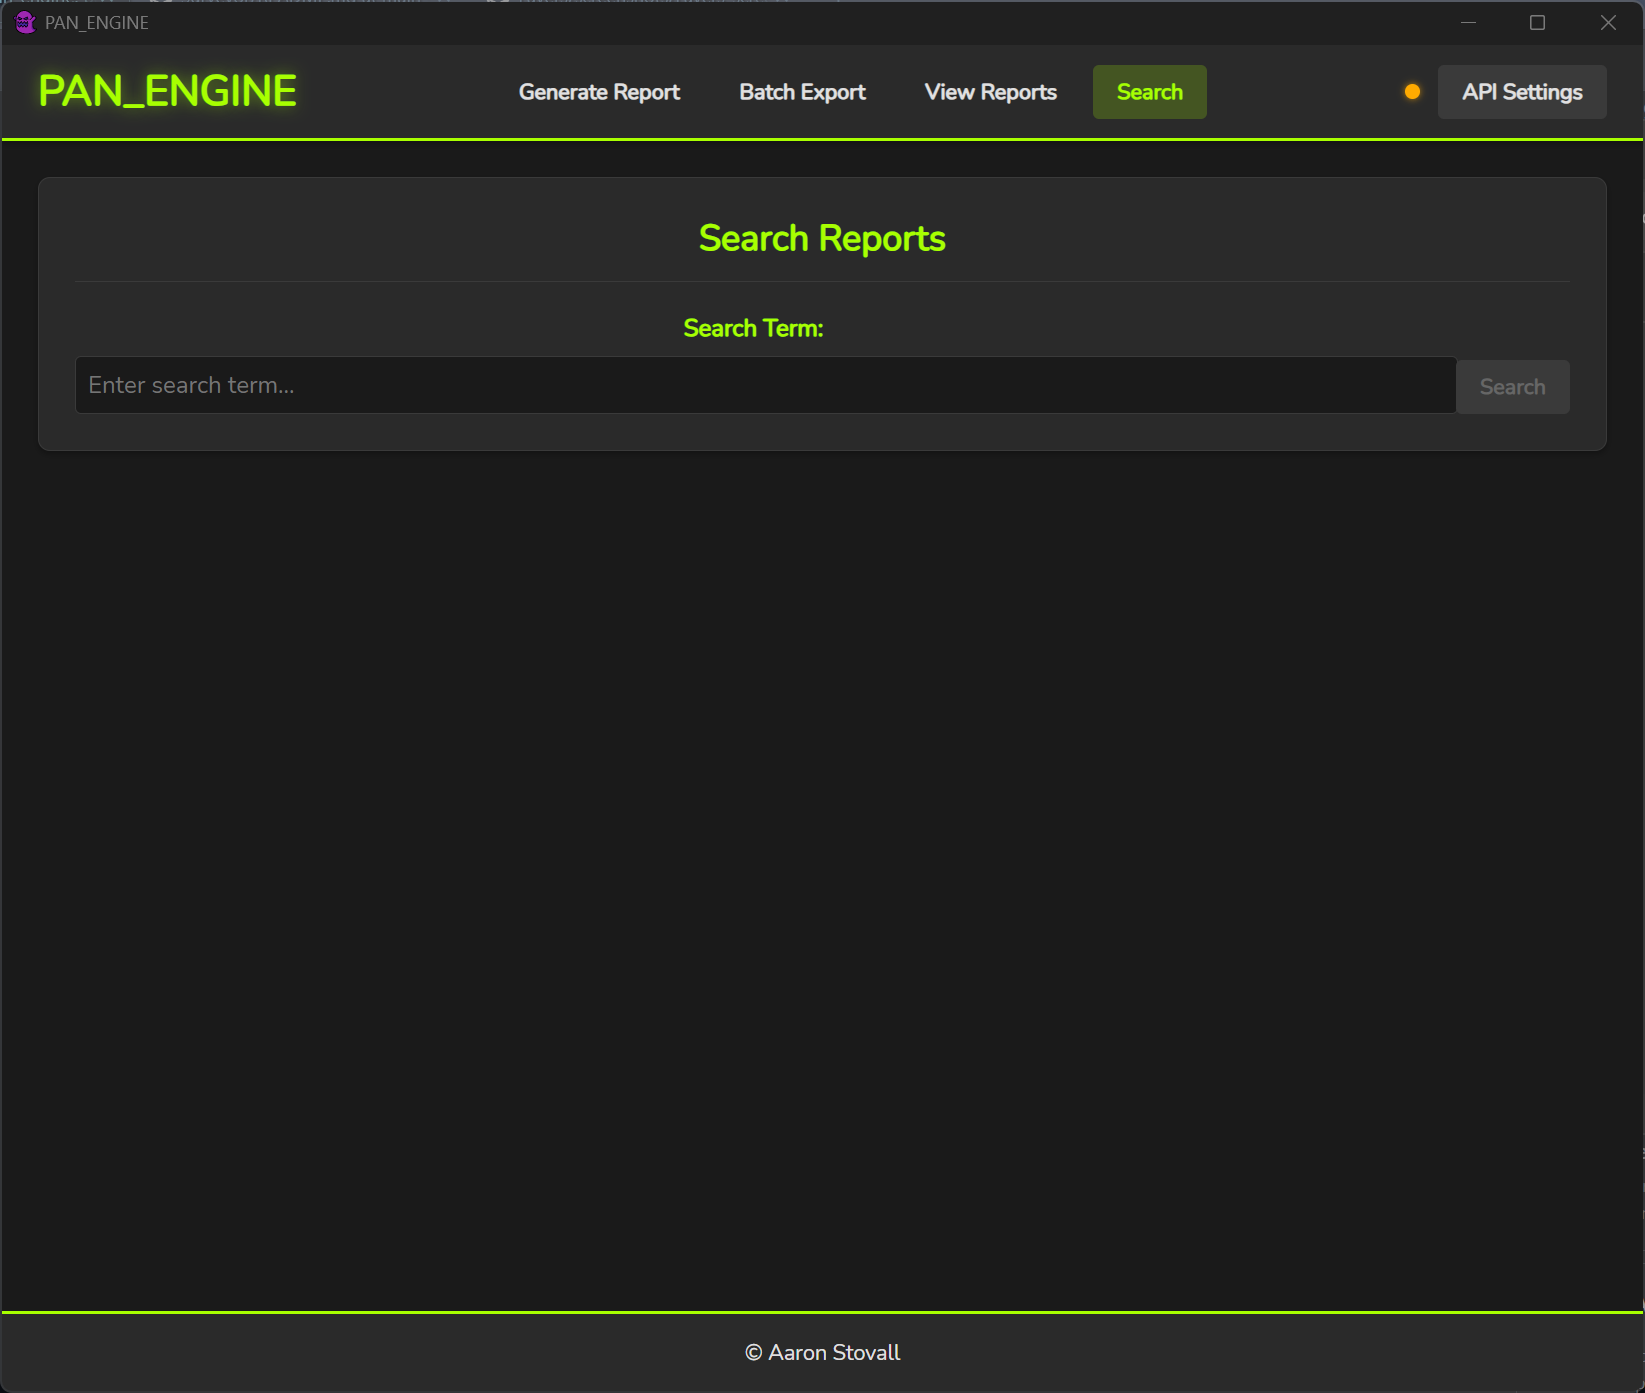 PAN_ENGINE
PAN_ENGINE
Generate Report
Batch Export
View Reports
Search
API Settings
Search Reports
Search Term:
Enter search term...
Search
© Aaron Stovall